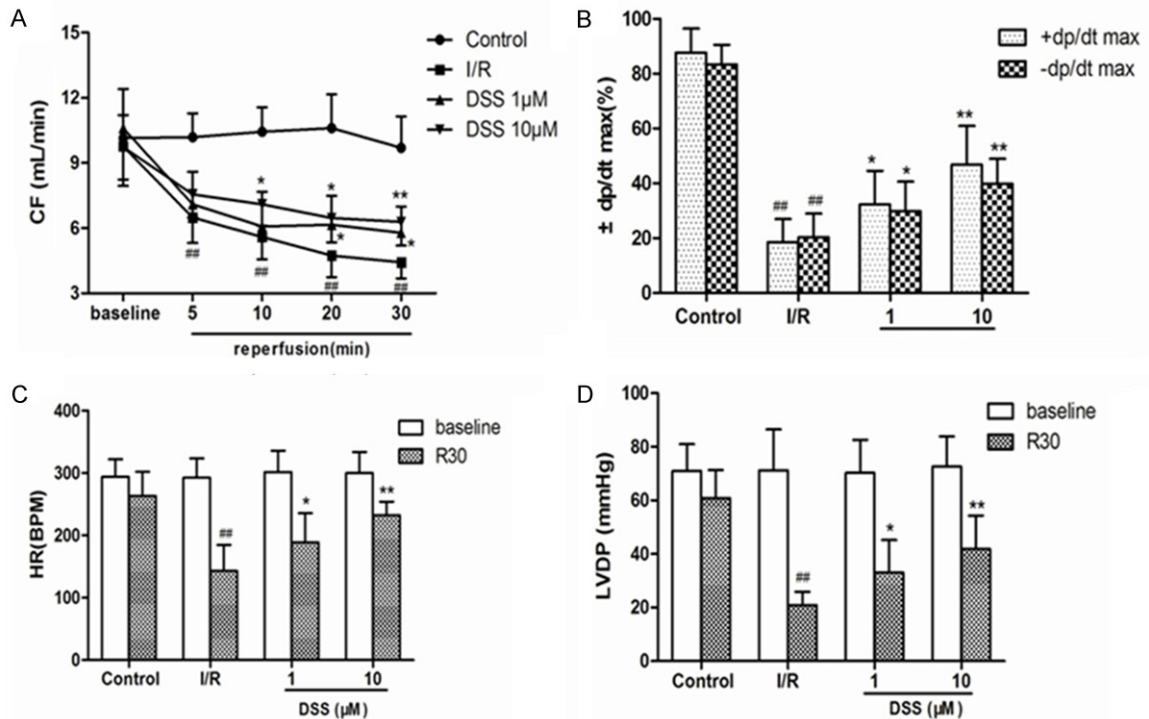 A
15
12
9
6
3
CF (mL/min)
Control
I/R
DSS 1μM
DSS 10μM
*
*
**
*
*
##
##
##
##
baseline
5
10
20
30
reperfusion(min)
B
100
80
60
40
20
0
± dp/dt max(%)
+dp/dt max
-dp/dt max
##
##
*
*
**
**
Control
I/R
1
10
C
400
300
200
100
0
HR(BPM)
baseline
R30
##
*
**
Control
I/R
1
10
DSS (μM)
D
100
80
60
40
20
0
LVDP (mmHg)
baseline
R30
##
*
**
Control
I/R
1
10
DSS (μM)